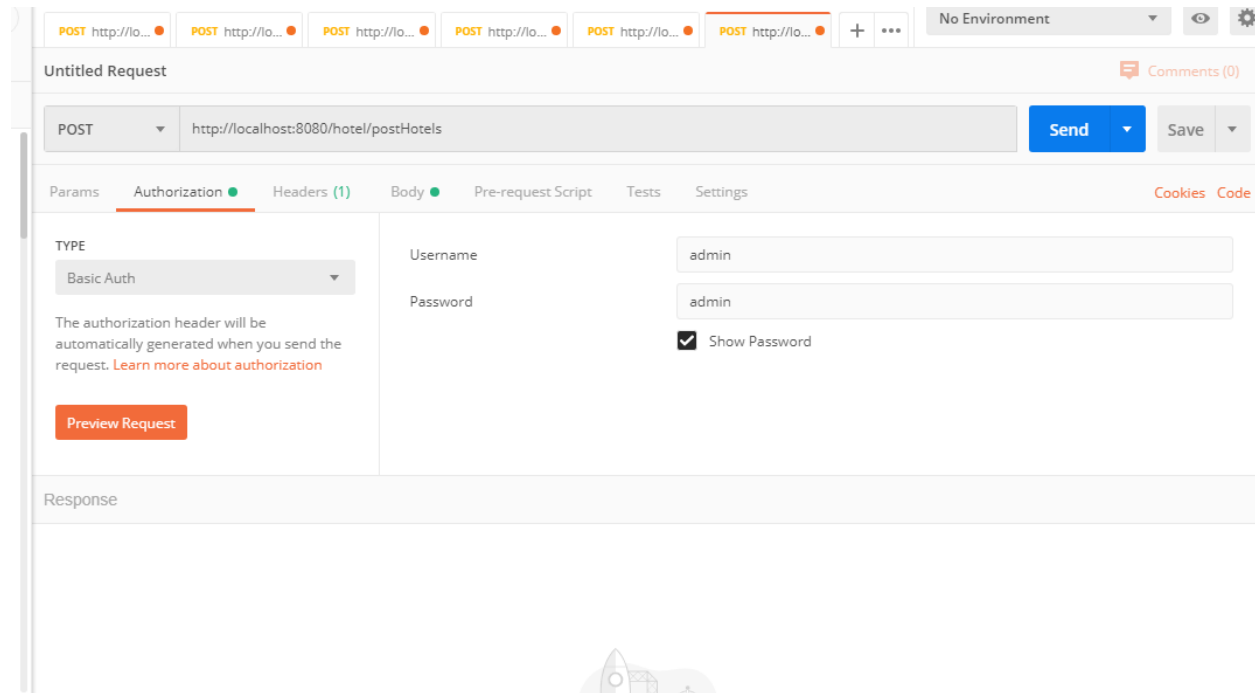 POST http://lo... POST http://lo... POST http://lo... POST http://lo... POST http://lo... POST http://lo... + ••• No Environment
Untitled Request Comments (0)
POST http://localhost:8080/hotel/postHotels Send Save
Params Authorization Headers (1) Body Pre-request Script Tests Settings Cookies Code
TYPE
Basic Auth
The authorization header will be
automatically generated when you send the
request. Learn more about authorization
Preview Request
Username admin
Password admin
Show Password
Response